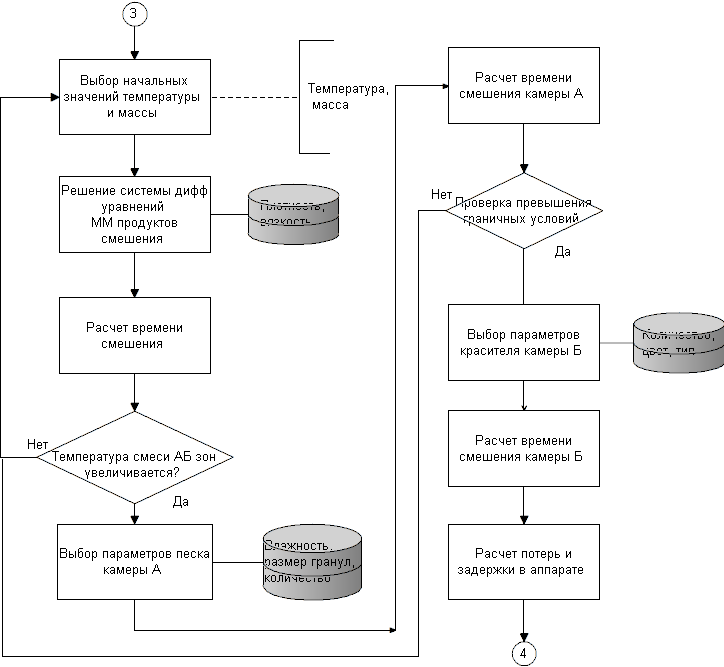 3
Выбор начальных
значений температуры
и массы
Температура,
масса
Решение системы дифф
уравнений
ММ продуктов
смешения
Плотность,
вязкость
Расчет времени
смешения
Нет
Температура смеси АБ зон
увеличивается?
Да
Выбор параметров песка
камеры А
Влажность,
размер гранул,
количество
Расчет времени
смешения камеры А
Нет
Проверка превышения
граничных условий
Да
Выбор параметров
красителя камеры Б
Количество,
цвет, тип
Расчет времени
смешения камеры Б
Расчет потерь и
задержки в аппарате
4